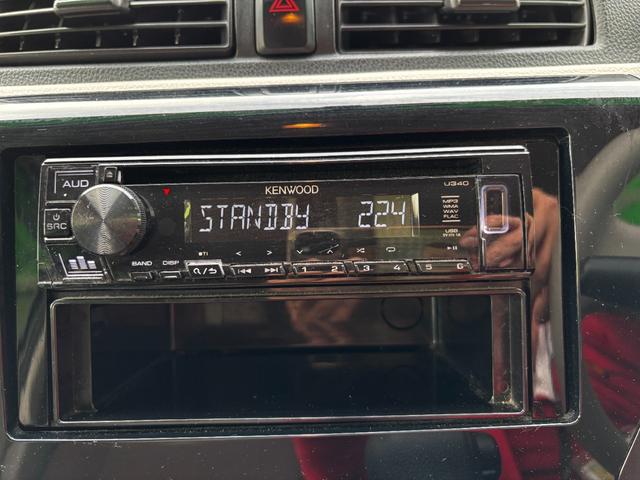 AUD
KENWOOD
U340
SRC
STANDBY 224
MP3
WMA
WAV
FLAC
USB
TI
BAND DISP
1 2 3 4 5 6